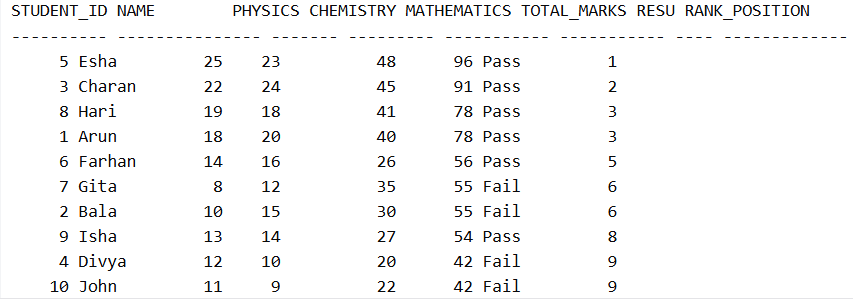 STUDENT_ID NAME PHYSICS CHEMISTRY MATHEMATICS TOTAL_MARKS RESU RANK_POSITION
---------- --------------- ------- --------- ----------- ----------- ---- -------------
5 Esha 25 23 48 96 Pass 1
3 Charan 22 24 45 91 Pass 2
8 Hari 19 18 41 78 Pass 3
1 Arun 18 20 40 78 Pass 3
6 Farhan 14 16 26 56 Pass 5
7 Gita 8 12 35 55 Fail 6
2 Bala 10 15 30 55 Fail 6
9 Isha 13 14 27 54 Pass 8
4 Divya 12 10 20 42 Fail 9
10 John 11 9 22 42 Fail 9